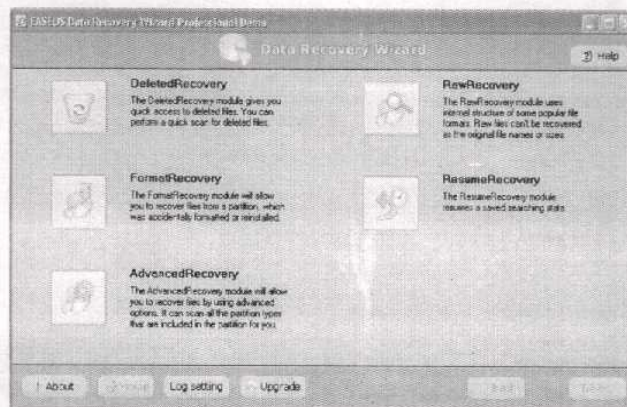 EASEUS Data Recovery Wizard Professional Demo
Data Recovery Wizard
Help
DeletedRecovery
The DeletedRecovery module gives you
quick access to deleted files. You can
perform a quick scan for deleted files.
FormatRecovery
The FormatRecovery module will allow
you to recover files from a partition, which
was accidentally formatted or reinstalled.
AdvancedRecovery
The AdvancedRecovery module will allow
you to recover files by using advanced
options. It can scan all the partition types
that are included in the partition for you.
RawRecovery
The RawRecovery module uses
internal structure of some popular file
formats. Raw files can't be recovered
as the original file names or sizes.
ResumeRecovery
The ResumeRecovery module
resumes a saved searching state.
About
Log setting
Upgrade